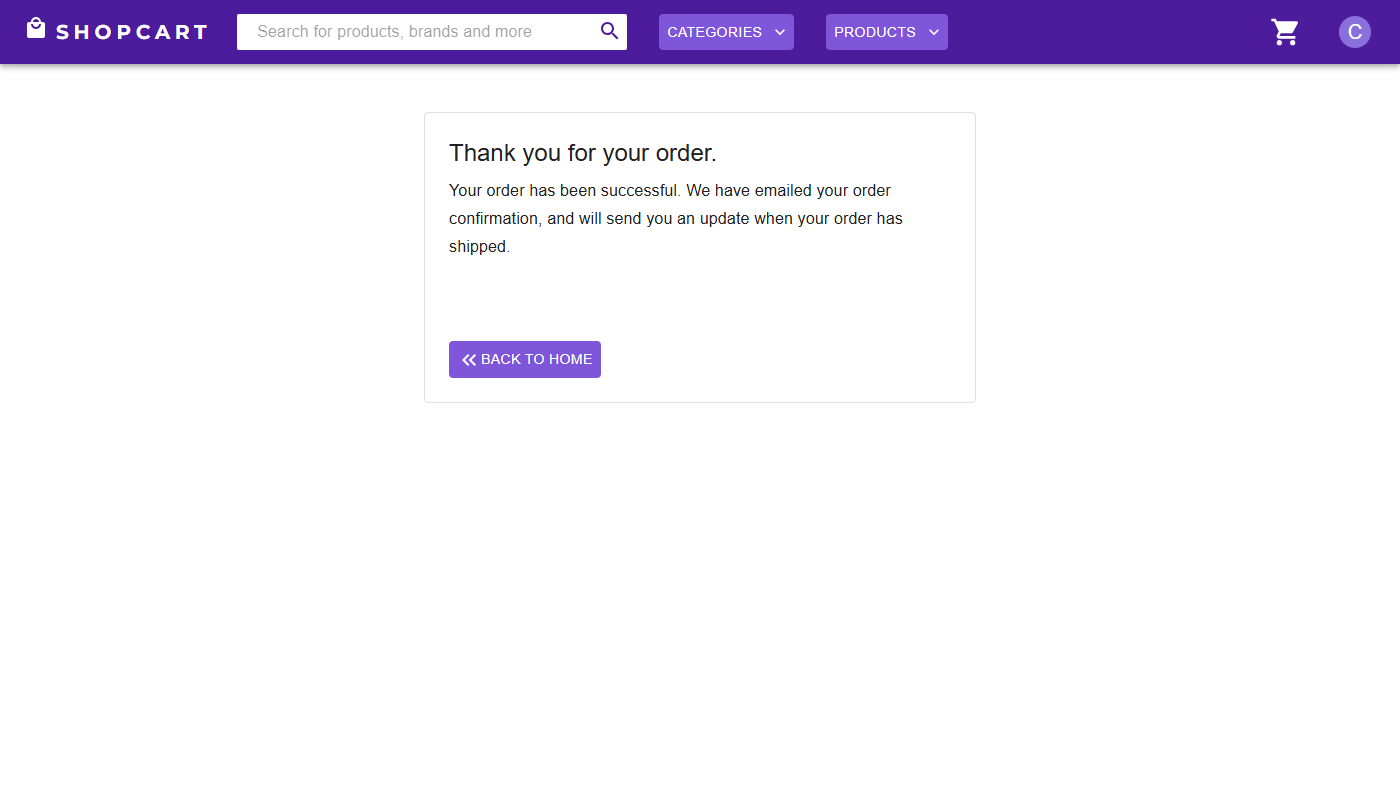 SHOPCART
Search for products, brands and more
CATEGORIES
PRODUCTS
C
Thank you for your order.
Your order has been successful. We have emailed your order
confirmation, and will send you an update when your order has
shipped.
BACK TO HOME